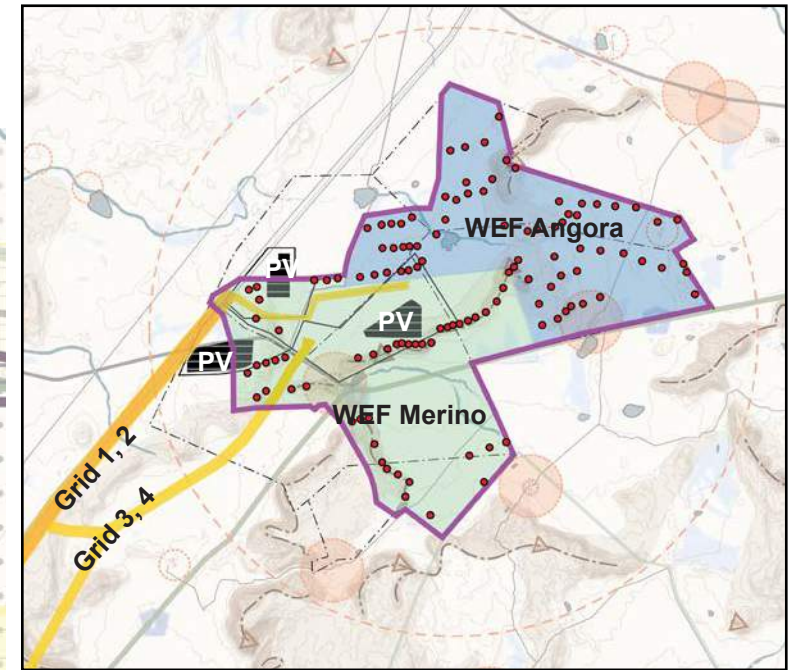 WEF Angora
PV
PV
PV
WEF Merino
Grid 1, 2
Grid 3, 4